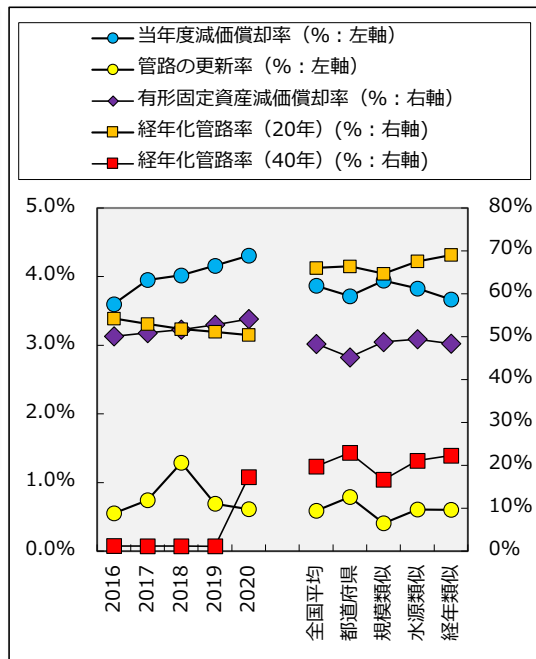 当年度減価償却率（%：左軸）
管路の更新率（%：左軸）
有形固定資産減価償却率（%：右軸）
経年化管路率（20年）(%：右軸)
経年化管路率（40年）(%：右軸)
5.0%
4.0%
3.0%
2.0%
1.0%
0.0%
80%
70%
60%
50%
40%
30%
20%
10%
0%
2016
2017
2018
2019
2020
全国平均
都道府県
規模類似
水源類似
経年類似